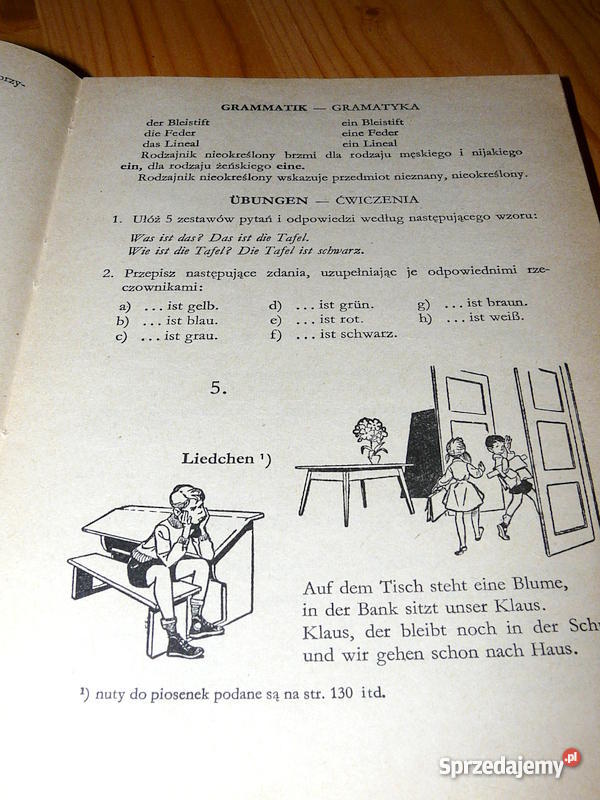 orzy-
GRAMMATIK — GRAMATYKA
der Bleistift ein Bleistift
die Feder eine Feder
das Lineal ein Lineal
Rodzajnik nieokreślony brzmi dla rodzaju męskiego i nijakiego
ein, dla rodzaju żeńskiego eine.
Rodzajnik nieokreślony wskazuje przedmiot nieznany, nieokreślony.
ÜBUNGEN — ĆWICZENIA
1. Ułóż 5 zestawów pytań i odpowiedzi według następującego wzoru:
Was ist das? Das ist die Tafel.
Wie ist die Tafel? Die Tafel ist schwarz.
2. Przepisz następujące zdania, uzupełniając je odpowiednimi rze-
czownikami:
a) ... ist gelb. d) ... ist grün. g) ... ist braun.
b) ... ist blau. e) ... ist rot. h) ... ist weiß.
c) ... ist grau. f) ... ist schwarz.
5.
Liedchen ¹)
Auf dem Tisch steht eine Blume,
in der Bank sitzt unser Klaus.
Klaus, der bleibt noch in der Schu
und wir gehen schon nach Haus.
¹) nuty do piosenek podane są na str. 130 itd.
Sprzedajemy.pl